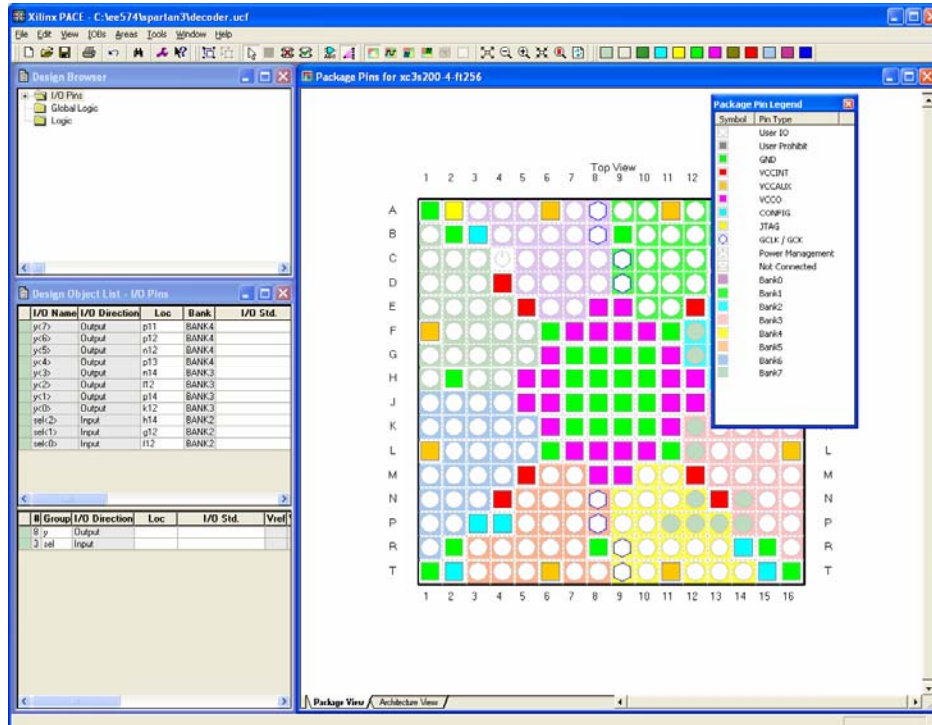 Xilinx PACE - C:\ee574\spartan3\decoder.ucf
File Edit View IOBs Areas Tools Window Help
Design Browser
I/O Pins
Global Logic
Logic
Design Object List - I/O Pins
I/O Name I/O Direction Loc Bank I/O Std.
y<7> Output p11 BANK4
y<6> Output p12 BANK4
y<5> Output n12 BANK4
y<4> Output p13 BANK4
y<3> Output n14 BANK3
y<2> Output l12 BANK3
y<1> Output p14 BANK3
y<0> Output k12 BANK3
sel<2> Input h14 BANK2
sel<1> Input g12 BANK2
sel<0> Input f12 BANK2
# Group I/O Direction Loc I/O Std. Vref
8 y Output
3 sel Input
Package Pins for xc3s200-4-ft256
Top View
1 2 3 4 5 6 7 8 9 10 11 12
A
B
C
D
E
F
G
H
J
K
L L
M M
N N
P P
R R
T T
1 2 3 4 5 6 7 8 9 10 11 12 13 14 15 16
Package Pin Legend
Symbol Pin Type
User IO
User Prohibit
GND
VCCINT
VCCAUX
VCCO
CONFIG
JTAG
GCLK / GCK
Power Management
Not Connected
Bank0
Bank1
Bank2
Bank3
Bank4
Bank5
Bank6
Bank7
Package View Architecture View